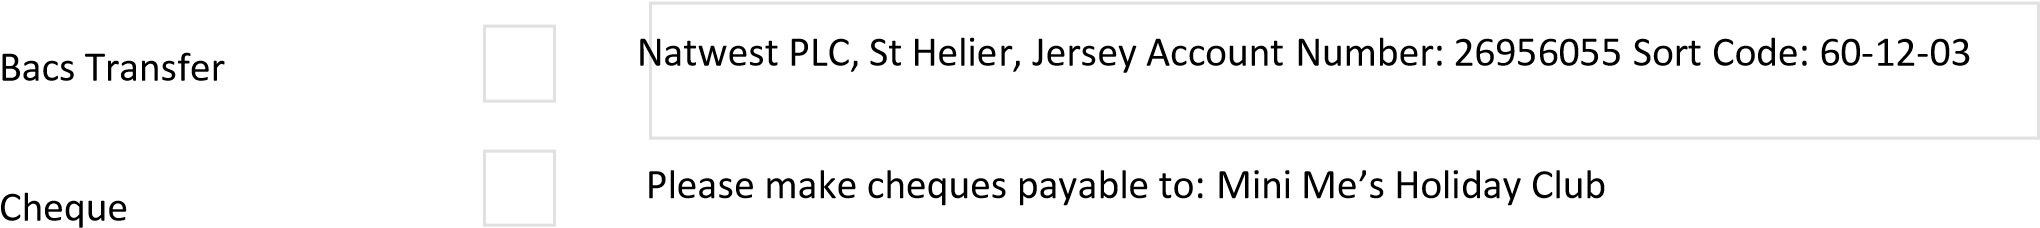 Bacs Transfer Natwest PLC, St Helier, Jersey Account Number: 26956055 Sort Code: 60-12-03
Cheque Please make cheques payable to: Mini Me’s Holiday Club